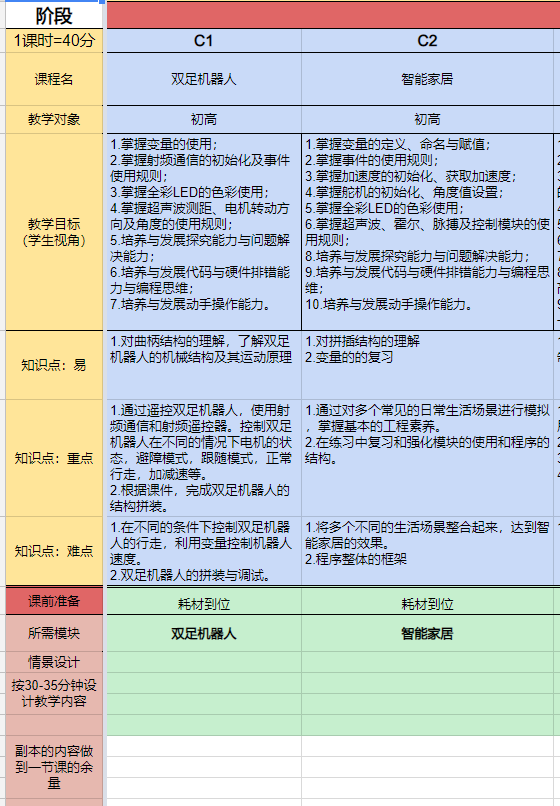 阶段
1课时=40分
C1
C2
课程名
双足机器人
智能家居
教学对象
初高
初高
教学目标
（学生视角）
1.掌握变量的使用；
2.掌握射频通信的初始化及事件
使用规则；
3.掌握全彩LED的色彩使用；
4.掌握超声波测距、电机转动方
向及角度的使用规则；
5.培养与发展探究能力与问题解
决能力；
6.培养与发展代码与硬件排错能
力与编程思维；
7.培养与发展动手操作能力。
1.掌握变量的定义、命名与赋值；
2.掌握事件的使用规则；
3.掌握加速度的初始化、获取加速度；
4.掌握舵机的初始化、角度值设置；
5.掌握全彩LED的色彩使用；
6.掌握超声波、霍尔、脉搏及控制模块的使
用规则；
8.培养与发展探究能力与问题解决能力；
9.培养与发展代码与硬件排错能力与编程思
维；
10.培养与发展动手操作能力。
知识点：易
1.对曲柄结构的理解，了解双足
机器人的机械结构及其运动原理
1.对拼插结构的理解
2.变量的的复习
知识点：重点
1.通过遥控双足机器人，使用射
频通信和射频遥控器。控制双足
机器人在不同的情况下电机的状
态，避障模式，跟随模式，正常
行走，加减速等。
2.根据课件，完成双足机器人的
结构拼装。
1.通过对多个常见的日常生活场景进行模拟
，掌握基本的工程素养。
2.在练习中复习和强化模块的使用和程序的
结构。
知识点：难点
1.在不同的条件下控制双足机器
人的行走，利用变量控制机器人
速度。
2.双足机器人的拼装与调试。
1.将多个不同的生活场景整合起来，达到智
能家居的效果。
2.程序整体的框架
课前准备
耗材到位
耗材到位
所需模块
双足机器人
智能家居
情景设计
按30-35分钟设
计教学内容
副本的内容做
到一节课的余
量